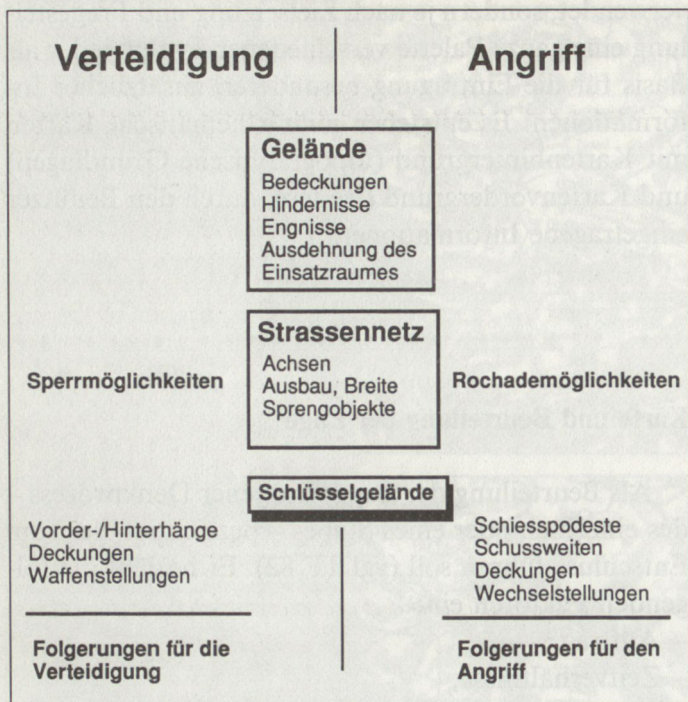 Verteidigung
Angriff
Gelände
Bedeckungen
Hindernisse
Engnisse
Ausdehnung des
Einsatzraumes
Strassennetz
Achsen
Ausbau, Breite
Sprengobjekte
Sperrmöglichkeiten
Rochademöglichkeiten
Schlüsselgelände
Vorder-/Hinterhänge
Deckungen
Waffenstellungen
Schiesspodeste
Schussweiten
Deckungen
Wechselstellungen
Folgerungen für die
Verteidigung
Folgerungen für den
Angriff